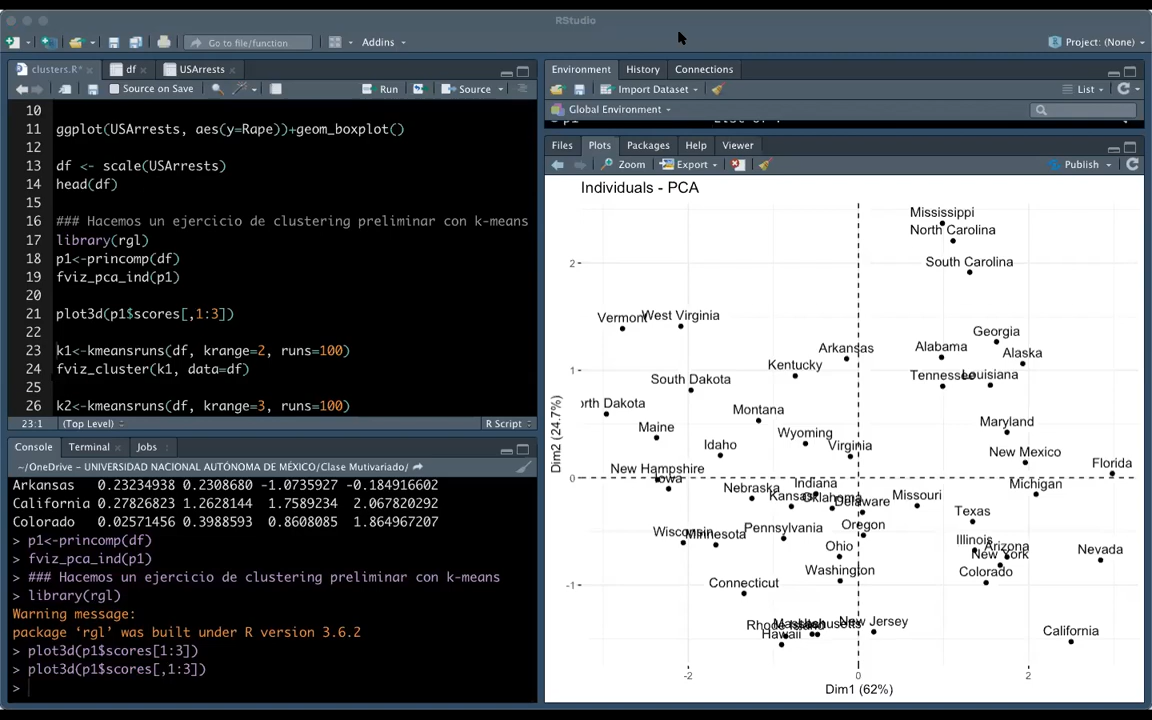 RStudio
Go to file/function
Addins
Project: (None)
clusters.R*
df
USArrests
Source on Save
Run
Source
10
11 ggplot(USArrests, aes(y=Rape))+geom_boxplot()
12
13 df <- scale(USArrests)
14 head(df)
15
16 ### Hacemos un ejercicio de clustering preliminar con k-means
17 library(rgl)
18 p1<-princomp(df)
19 fviz_pca_ind(p1)
20
21 plot3d(p1$scores[,1:3])
22
23 k1<-kmeansruns(df, krange=2, runs=100)
24 fviz_cluster(k1, data=df)
25
26 k2<-kmeansruns(df, krange=3, runs=100)
23:1 (Top Level)
R Script
Console
Terminal
Jobs
~/OneDrive – UNIVERSIDAD NACIONAL AUTÓNOMA DE MÉXICO/Clase Mutivariado/
Arkansas 0.23234938 0.2308680 -1.0735927 -0.184916602
California 0.27826823 1.2628144 1.7589234 2.067820292
Colorado 0.02571456 0.3988593 0.8608085 1.864967207
> p1<-princomp(df)
> fviz_pca_ind(p1)
> ### Hacemos un ejercicio de clustering preliminar con k-means
> library(rgl)
Warning message:
package ‘rgl’ was built under R version 3.6.2
> plot3d(p1$scores[1:3])
> plot3d(p1$scores[,1:3])
>
Environment
History
Connections
Import Dataset
List
Global Environment
Files
Plots
Packages
Help
Viewer
Zoom
Export
Publish
Individuals - PCA
Mississippi
North Carolina
South Carolina
2
Vermont
West Virginia
Georgia
Arkansas
Alabama
Alaska
Kentucky
1
South Dakota
Tennessee
Louisiana
rth Dakota
Montana
Maine
Maryland
Wyoming
Idaho
Virginia
New Mexico
New Hampshire
Florida
Iowa
0
Nebraska
Indiana
Michigan
Kansas
Oklahoma
Delaware
Missouri
Texas
Wisconsin
Minnesota
Pennsylvania
Oregon
Ohio
Illinois
Arizona
New York
Nevada
Washington
Colorado
Connecticut
-1
Rhode Island
Massachusetts
New Jersey
Hawaii
California
-2
0
2
Dim1 (62%)
Dim2 (24.7%)